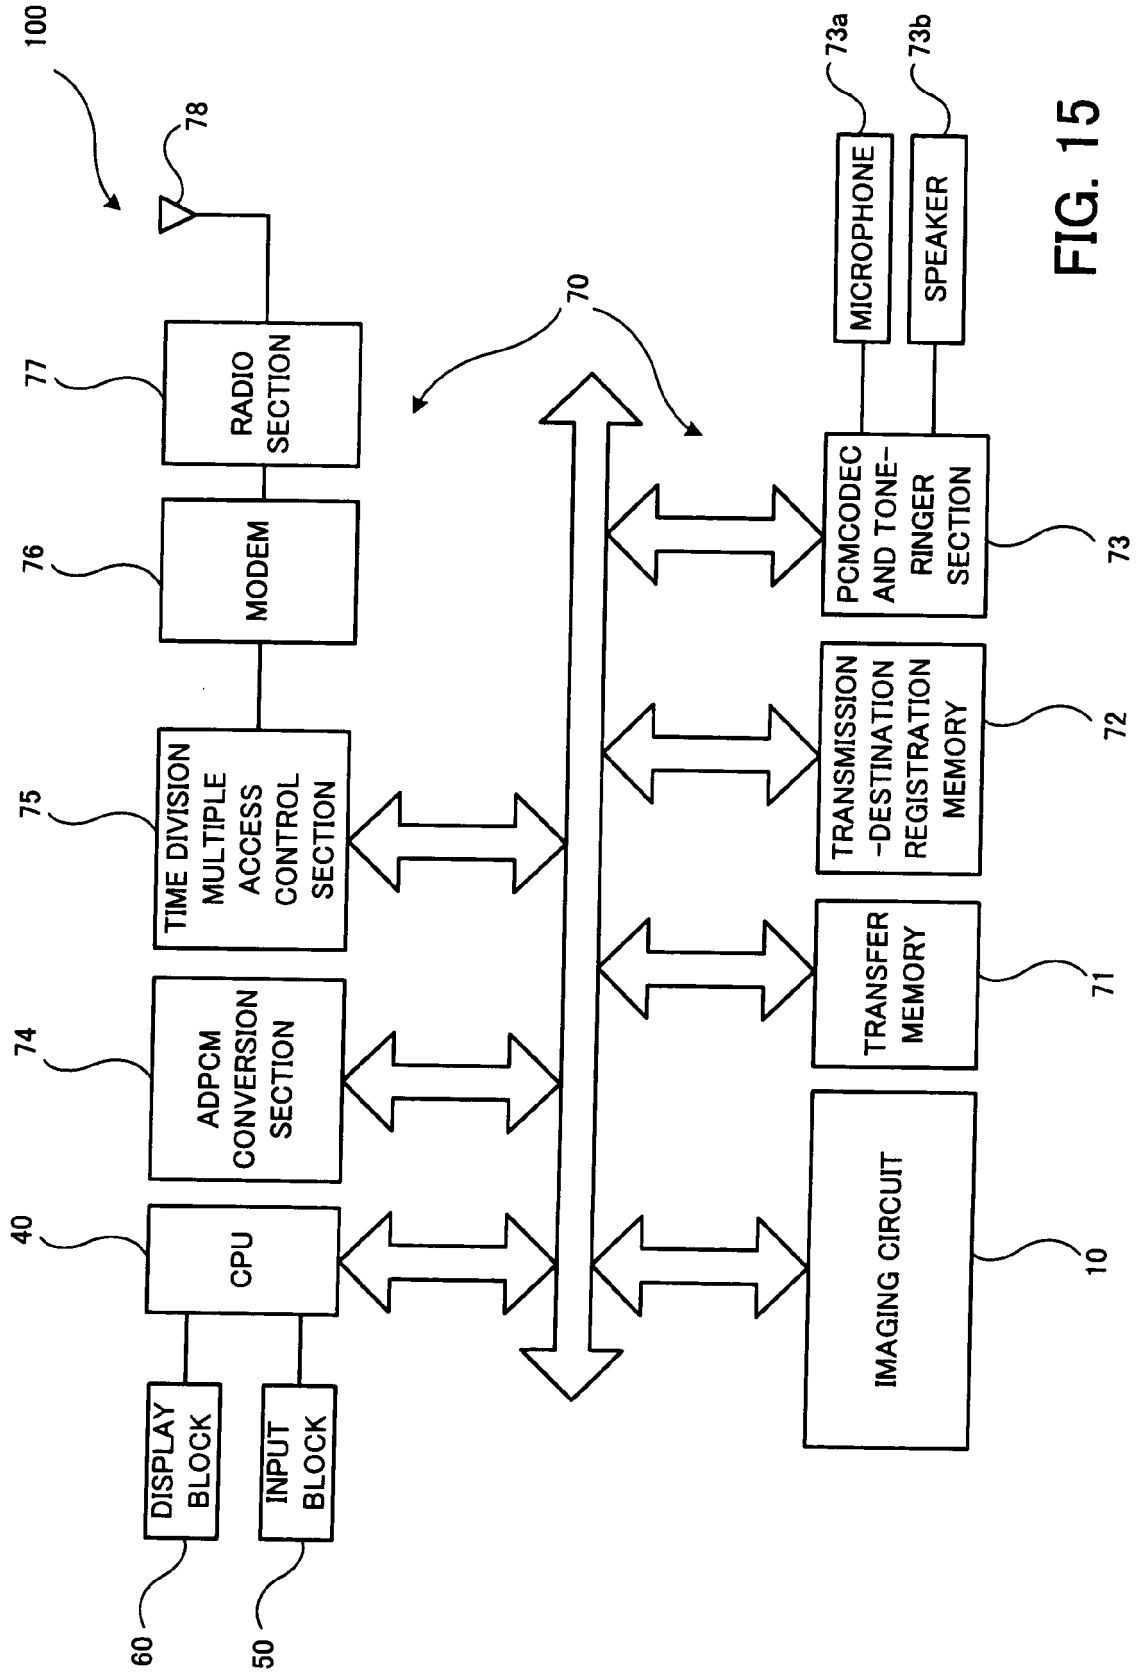 100
60
DISPLAY
BLOCK
50
INPUT
BLOCK
40
CPU
74
ADPCM
CONVERSION
SECTION
75
TIME DIVISION
MULTIPLE
ACCESS
CONTROL
SECTION
76
MODEM
77
RADIO
SECTION
78
70
IMAGING CIRCUIT
10
TRANSFER
MEMORY
71
TRANSMISSION
-DESTINATION
REGISTRATION
MEMORY
72
PCMCODEC
AND TONE-
RINGER
SECTION
73
MICROPHONE
73a
SPEAKER
73b
FIG. 15